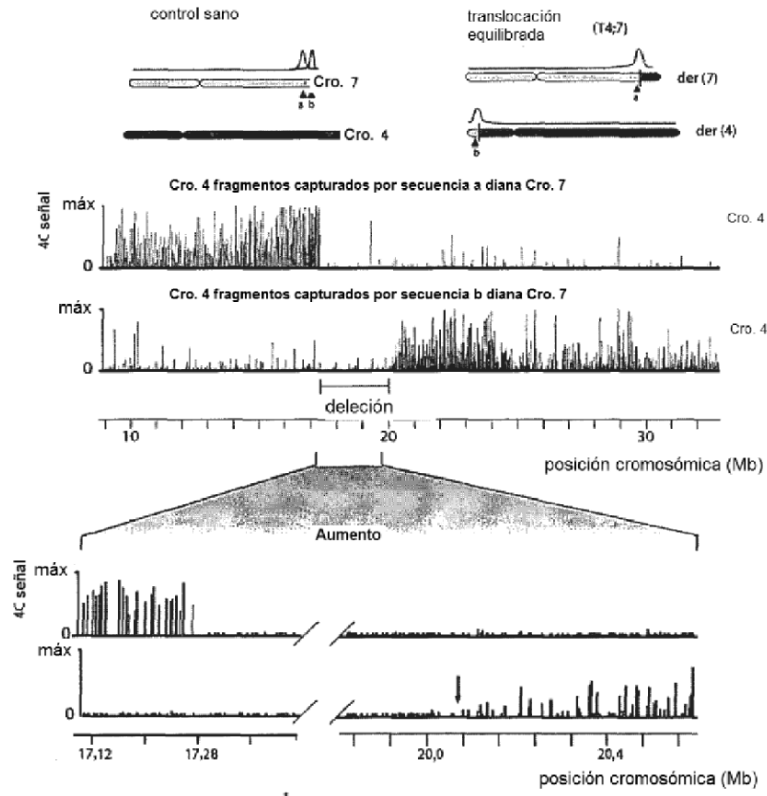 control sano
translocación
equilibrada
(T4;7)
Cro. 7
a b
Cro. 4
der (7)
a
der (4)
b
Cro. 4 fragmentos capturados por secuencia a diana Cro. 7
máx
4C señal
0
Cro. 4
Cro. 4 fragmentos capturados por secuencia b diana Cro. 7
máx
0
Cro. 4
deleción
10 20 30
posición cromosómica (Mb)
Aumento
máx
4C señal
0
máx
0
17,12 17,28 20,0 20,4
posición cromosómica (Mb)